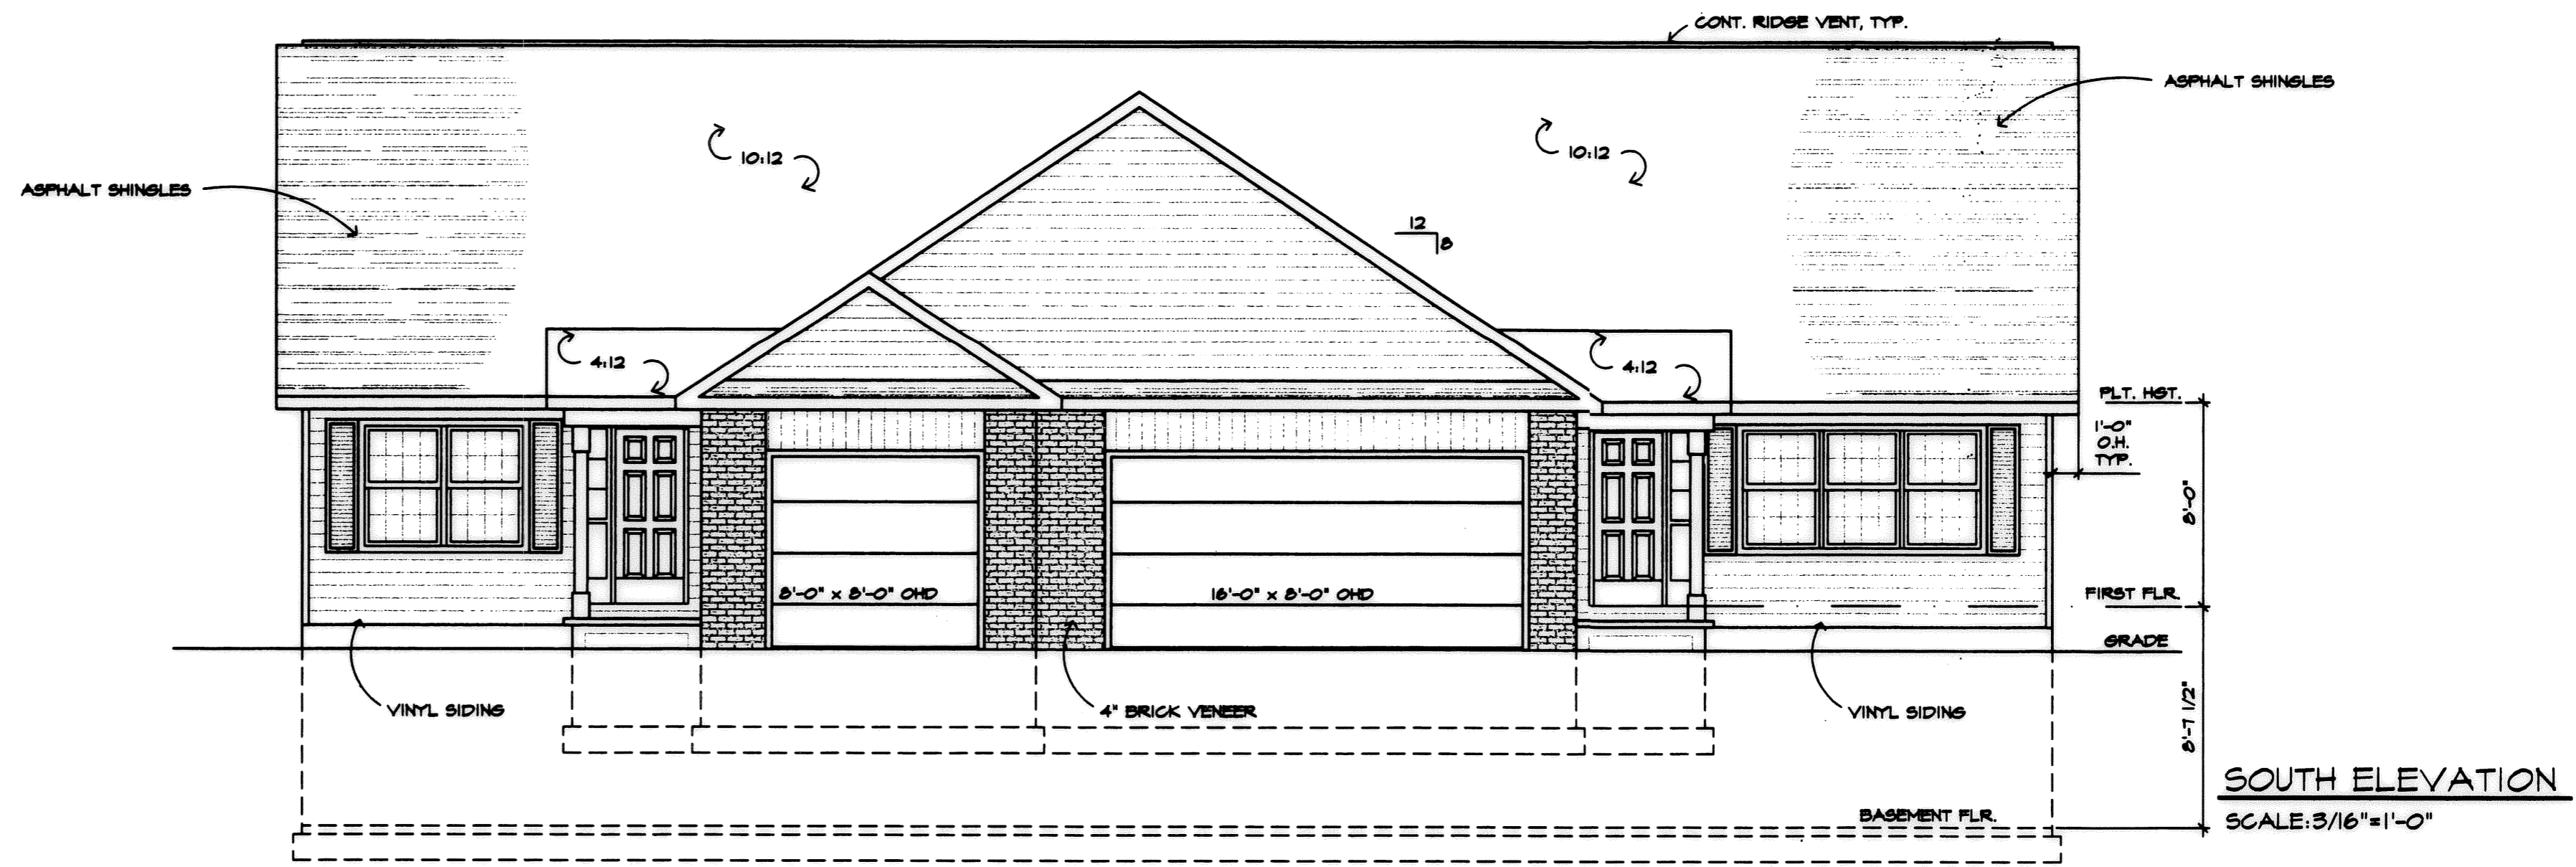 CONT. RIDGE VENT, TYP.
ASPHALT SHINGLES
ASPHALT SHINGLES
10:12
10:12
12
8
4:12
4:12
PLT. HGT.
1'-0"
O.H.
TYP.
8'-0"
8'-0" x 8'-0" OHD
16'-0" x 8'-0" OHD
FIRST FLR.
GRADE
VINYL SIDING
4" BRICK VENEER
VINYL SIDING
8'-7 1/2"
BASEMENT FLR.
SOUTH ELEVATION
SCALE:3/16"=1'-0"